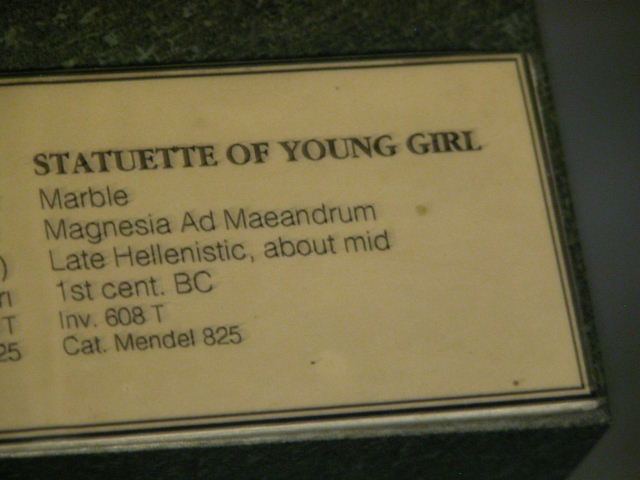 STATUETTE OF YOUNG GIRL
Marble
Magnesia Ad Maeandrum
Late Hellenistic, about mid
1st cent. BC
Inv. 608 T
Cat. Mendel 825
)
T
25